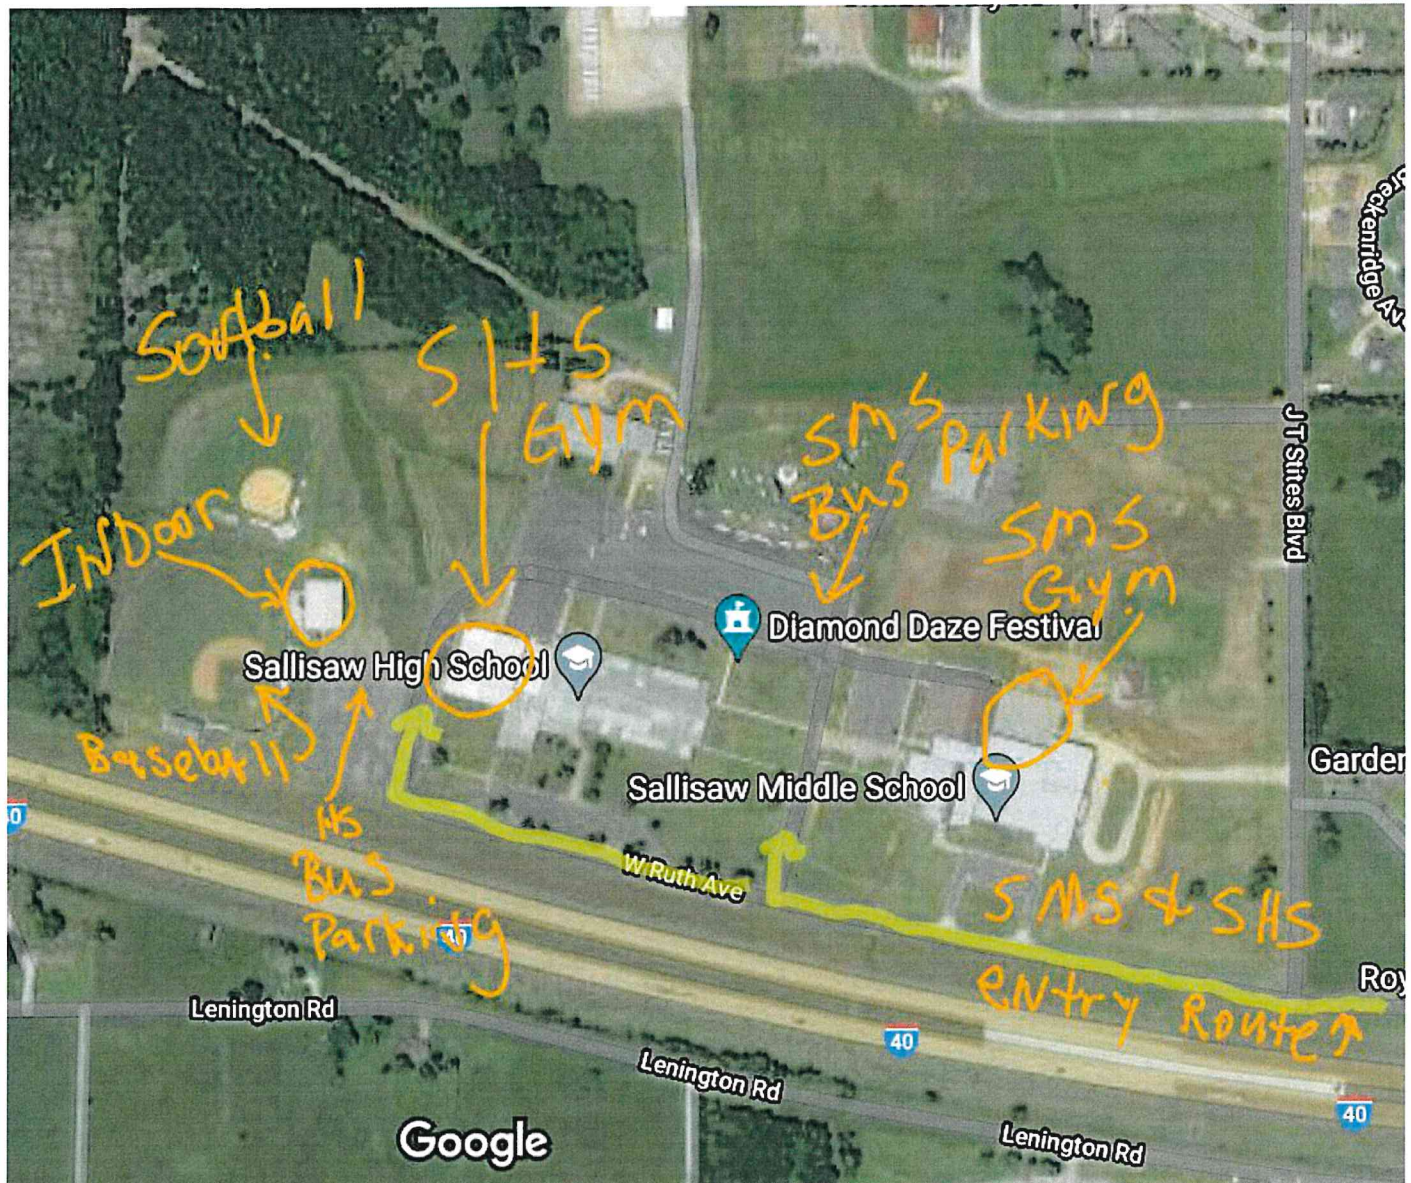 Breckenridge Av
Softball
SHS
Gym
SMS
Parking
Bus
JT Stites Blvd
INDoor
SMS
Gym
Diamond Daze Festival
Sallisaw High School
Baseball
Garden
Sallisaw Middle School
40
HS
Bus
Parking
40
W Ruth Ave
SMS & SHS
entry Route
Roy
Lenington Rd
40
Lenington Rd
40
Lenington Rd
Google